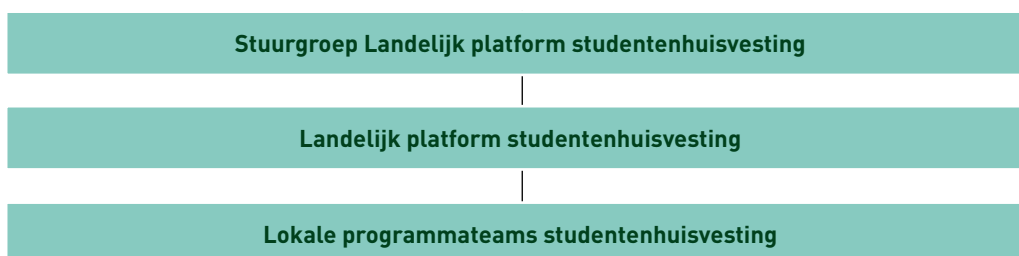 Stuurgroep Landelijk platform studentenhuisvesting
Landelijk platform studentenhuisvesting
Lokale programmateams studentenhuisvesting